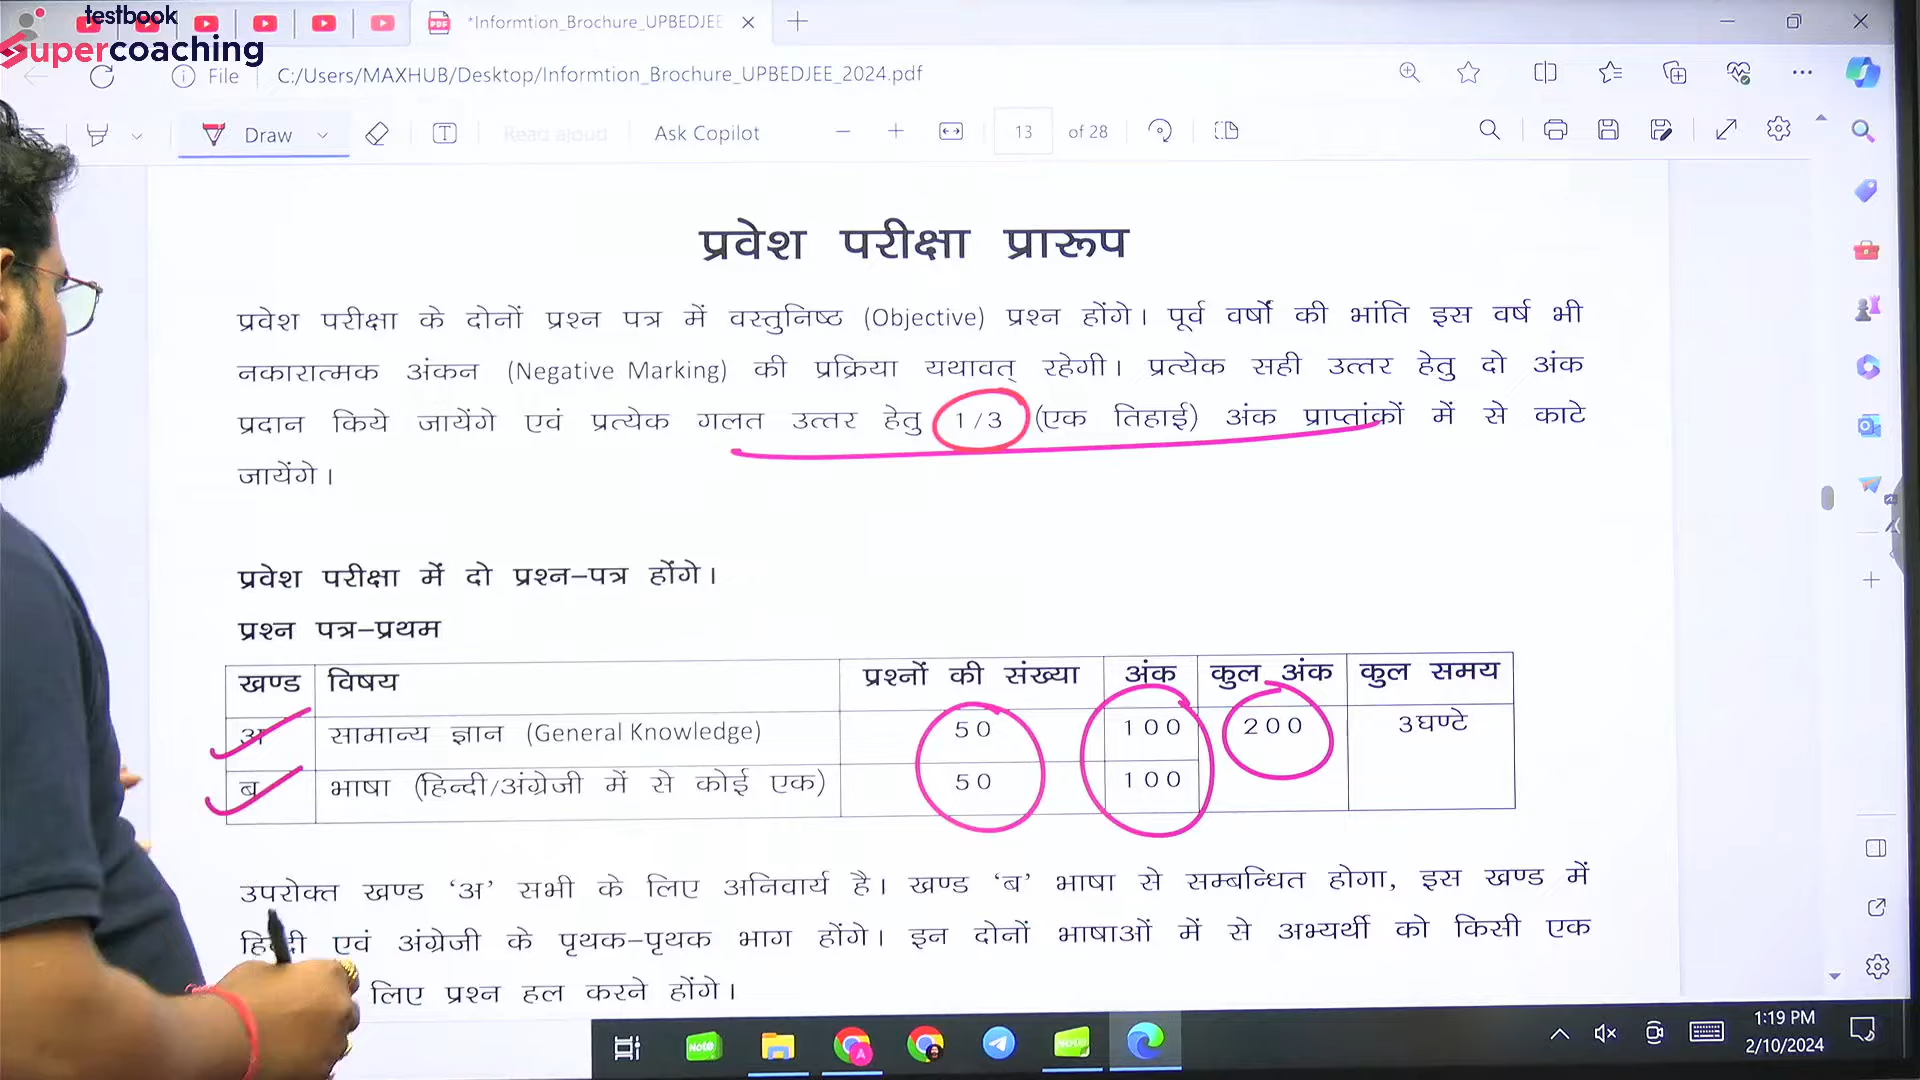 testbook
Supercoaching
*Informtion_Brochure_UPBEDJEE
File C:/Users/MAXHUB/Desktop/Informtion_Brochure_UPBEDJEE_2024.pdf
Draw Read aloud Ask Copilot 13 of 28
प्रवेश परीक्षा प्रारूप
प्रवेश परीक्षा के दोनों प्रश्न पत्र में वस्तुनिष्ट (Objective) प्रश्न होंगे। पूर्व वर्षों की भांति इस वर्ष भी
नकारात्मक अंकन (Negative Marking) की प्रक्रिया यथावत् रहेगी। प्रत्येक सही उत्तर हेतु दो अंक
प्रदान किये जायेंगे एवं प्रत्येक गलत उत्तर हेतु 1/3 (एक तिहाई) अंक प्राप्तांकों में से काटे
जायेंगे।
प्रवेश परीक्षा में दो प्रश्न–पत्र होंगे।
प्रश्न पत्र–प्रथम
खण्ड विषय प्रश्नों की संख्या अंक कुल अंक कुल समय
अ सामान्य ज्ञान (General Knowledge) 50 100 200 3घण्टे
ब भाषा (हिन्दी/अंग्रेजी में से कोई एक) 50 100
उपरोक्त खण्ड ‘अ’ सभी के लिए अनिवार्य है। खण्ड ‘ब’ भाषा से सम्बन्धित होगा, इस खण्ड में
एवं अंग्रेजी के पृथक–पृथक भाग होंगे। इन दोनों भाषाओं में से अभ्यर्थी को किसी एक
लिए प्रश्न हल करने होंगे।
Note Note
1:19 PM
2/10/2024